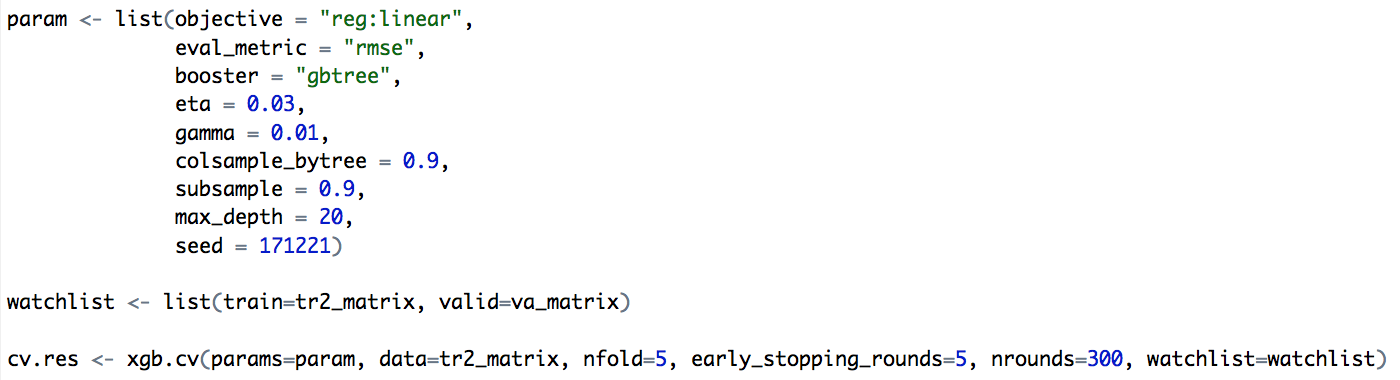 param <- list(objective = "reg:linear",
              eval_metric = "rmse",
              booster = "gbtree",
              eta = 0.03,
              gamma = 0.01,
              colsample_bytree = 0.9,
              subsample = 0.9,
              max_depth = 20,
              seed = 171221)
watchlist <- list(train=tr2_matrix, valid=va_matrix)
cv.res <- xgb.cv(params=param, data=tr2_matrix, nfold=5, early_stopping_rounds=5, nrounds=300, watchlist=watchlist)